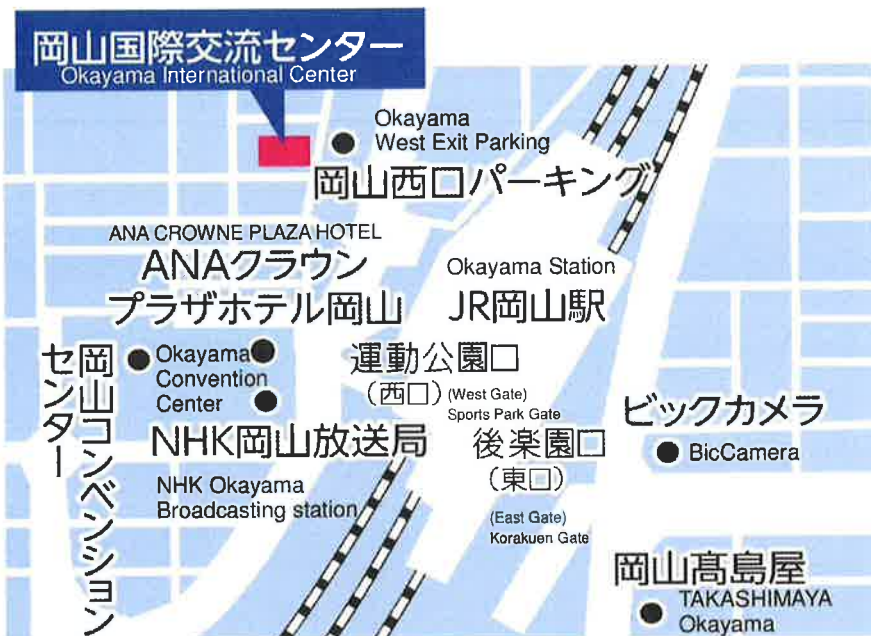 岡山国際交流センター
Okayama International Center
Okayama
West Exit Parking
岡山西口パーキング
ANA CROWNE PLAZA HOTEL
ANAクラウン
プラザホテル岡山
Okayama Station
JR岡山駅
岡山コンベンション
センター
Okayama
Convention
Center
運動公園口
(西口)
(West Gate)
Sports Park Gate
NHK岡山放送局
NHK Okayama
Broadcasting station
後楽園口
(東口)
(East Gate)
Korakuen Gate
ビックカメラ
BicCamera
岡山髙島屋
TAKASHIMAYA
Okayama